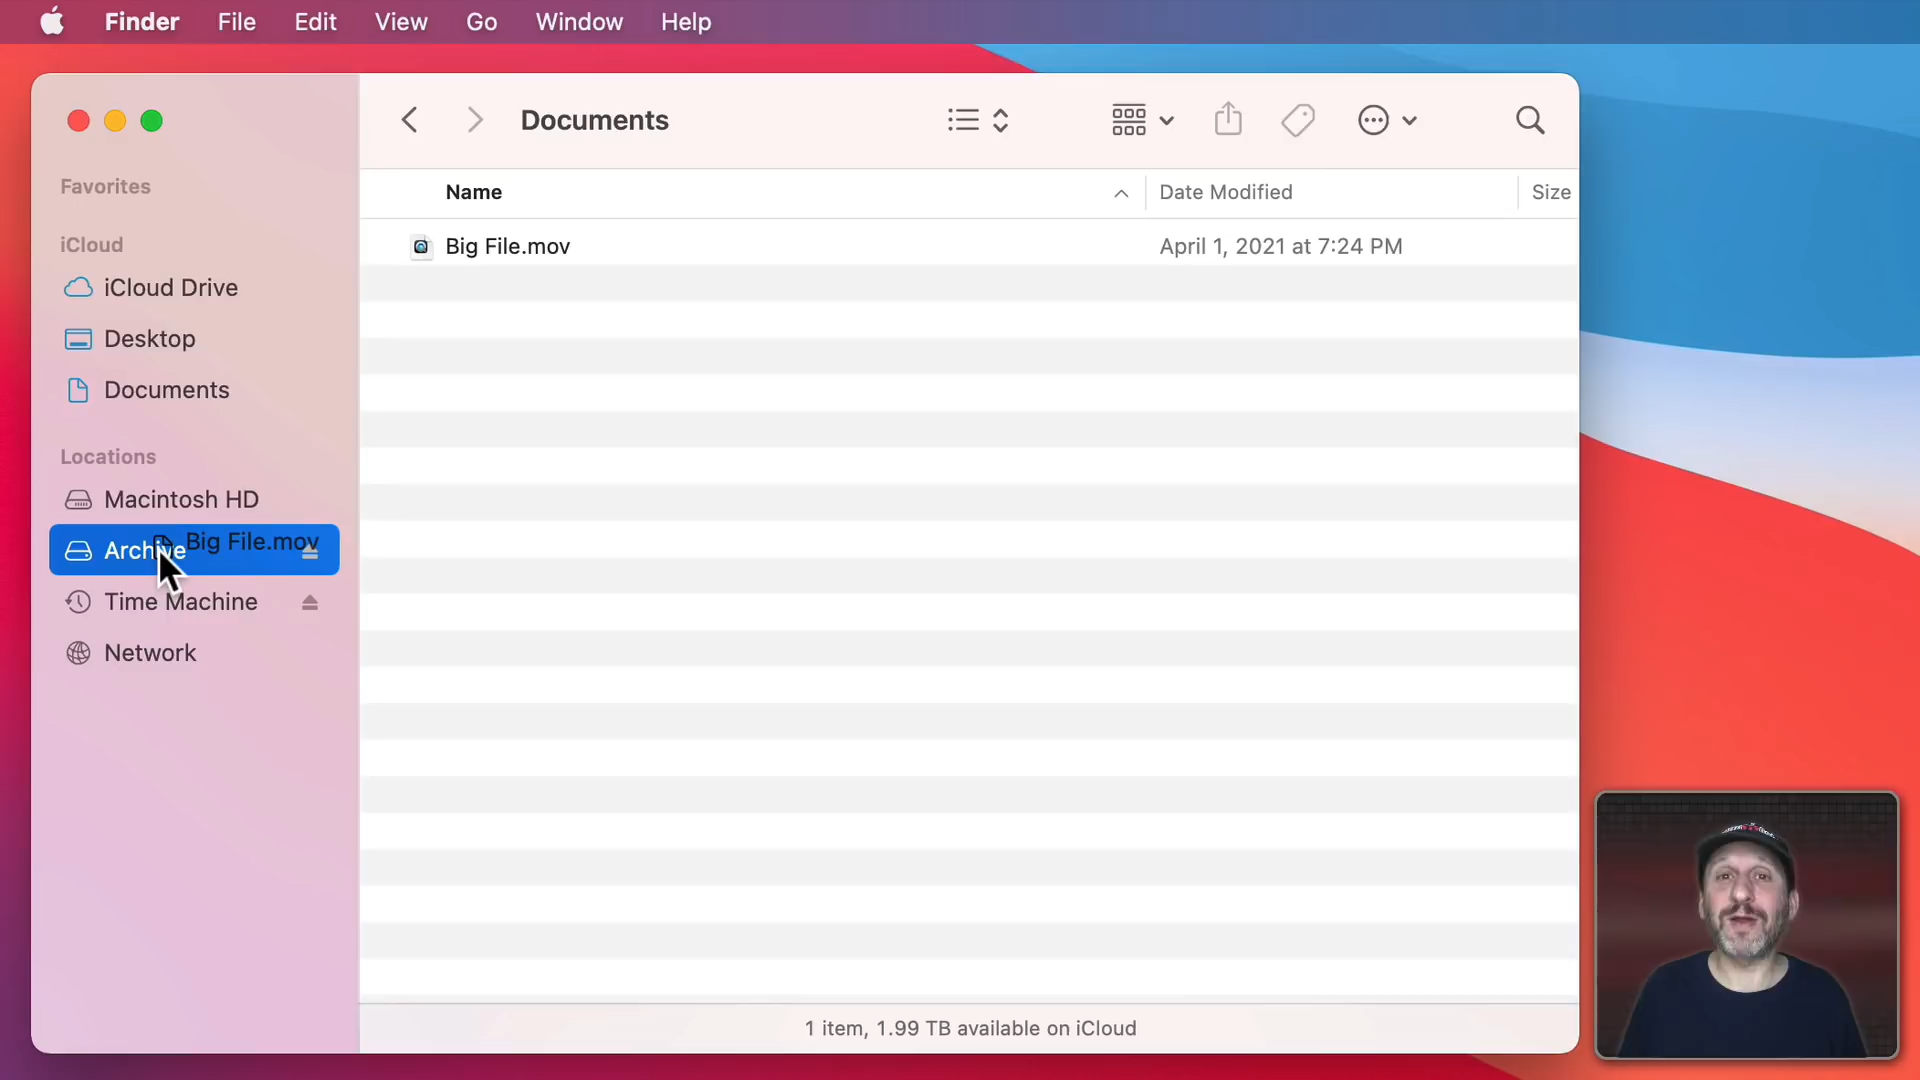 Finder File Edit View Go Window Help
Documents
Favorites
iCloud
iCloud Drive
Desktop
Documents
Locations
Macintosh HD
Archive
Big File.mov
Time Machine
Network
Name Date Modified Size
Big File.mov April 1, 2021 at 7:24 PM
1 item, 1.99 TB available on iCloud